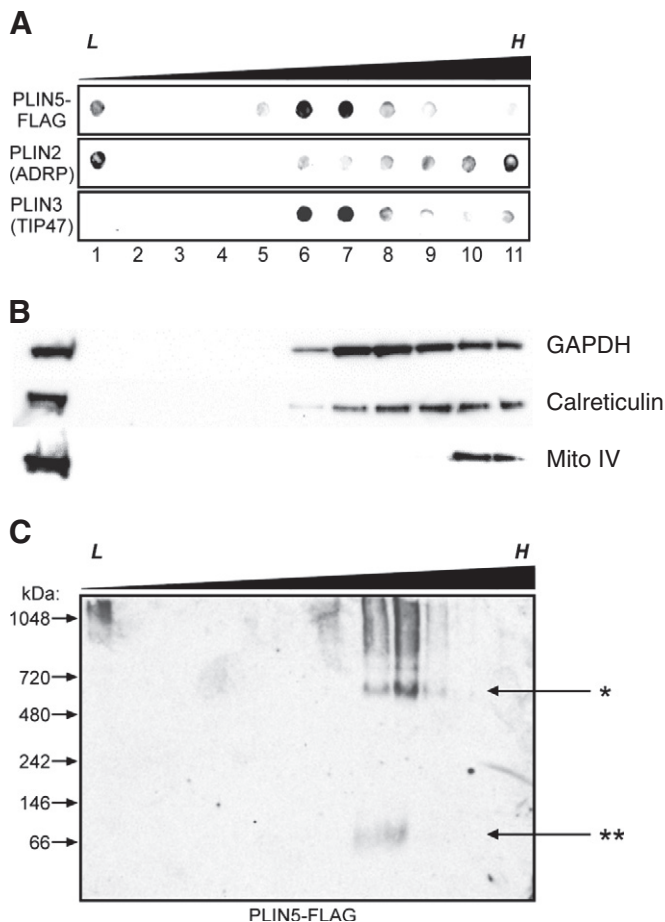 A
L H
PLIN5-
FLAG
PLIN2
(ADRP)
PLIN3
(TIP47)
1 2 3 4 5 6 7 8 9 10 11
B
GAPDH
Calreticulin
Mito IV
C
L H
kDa:
1048
720
480
242
146
66
*
**
PLIN5-FLAG